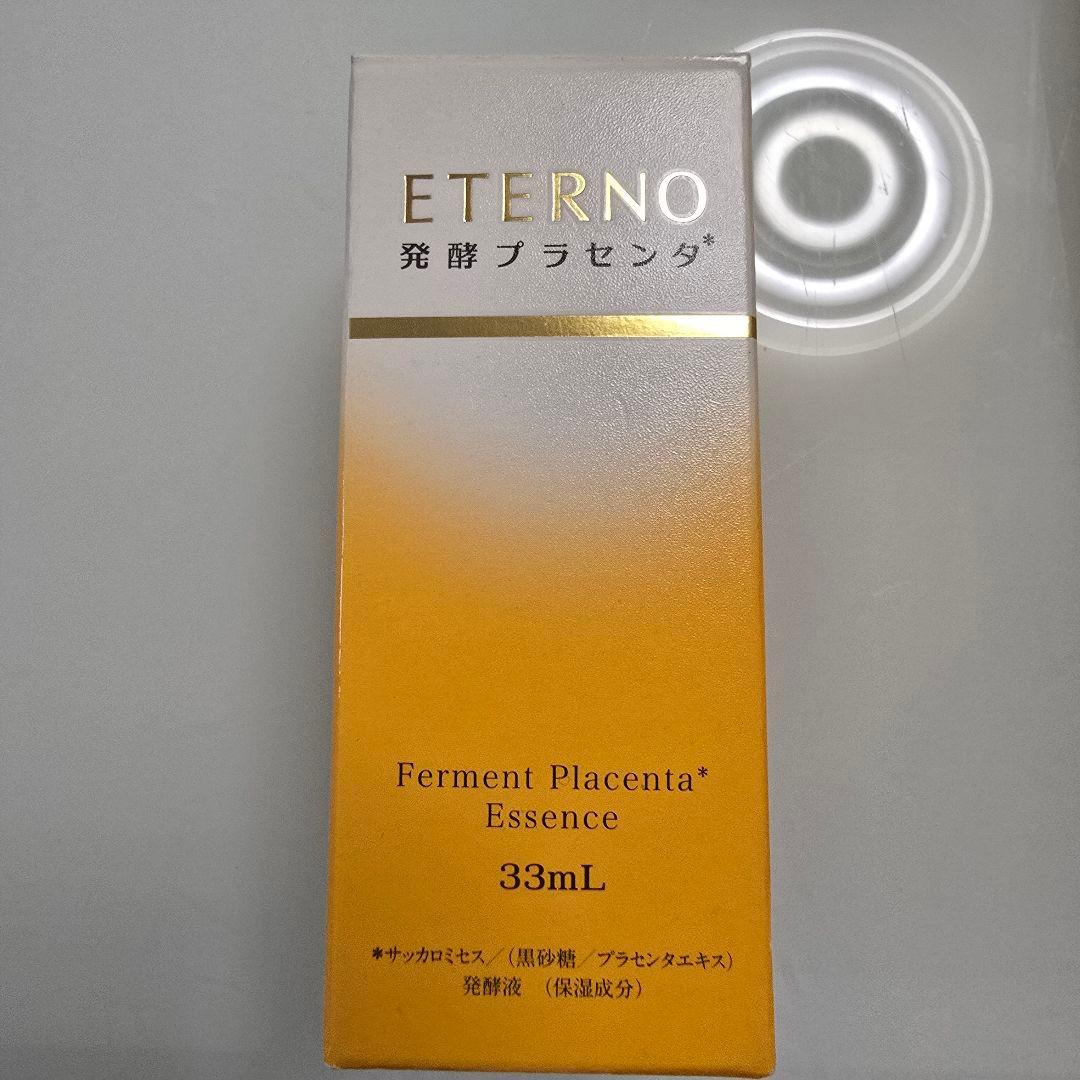 ETERNO
発酵プラセンタ*
Ferment Placenta*
Essence
33mL
*サッカロミセス／(黒砂糖／プラセンタエキス)
発酵液 (保湿成分)